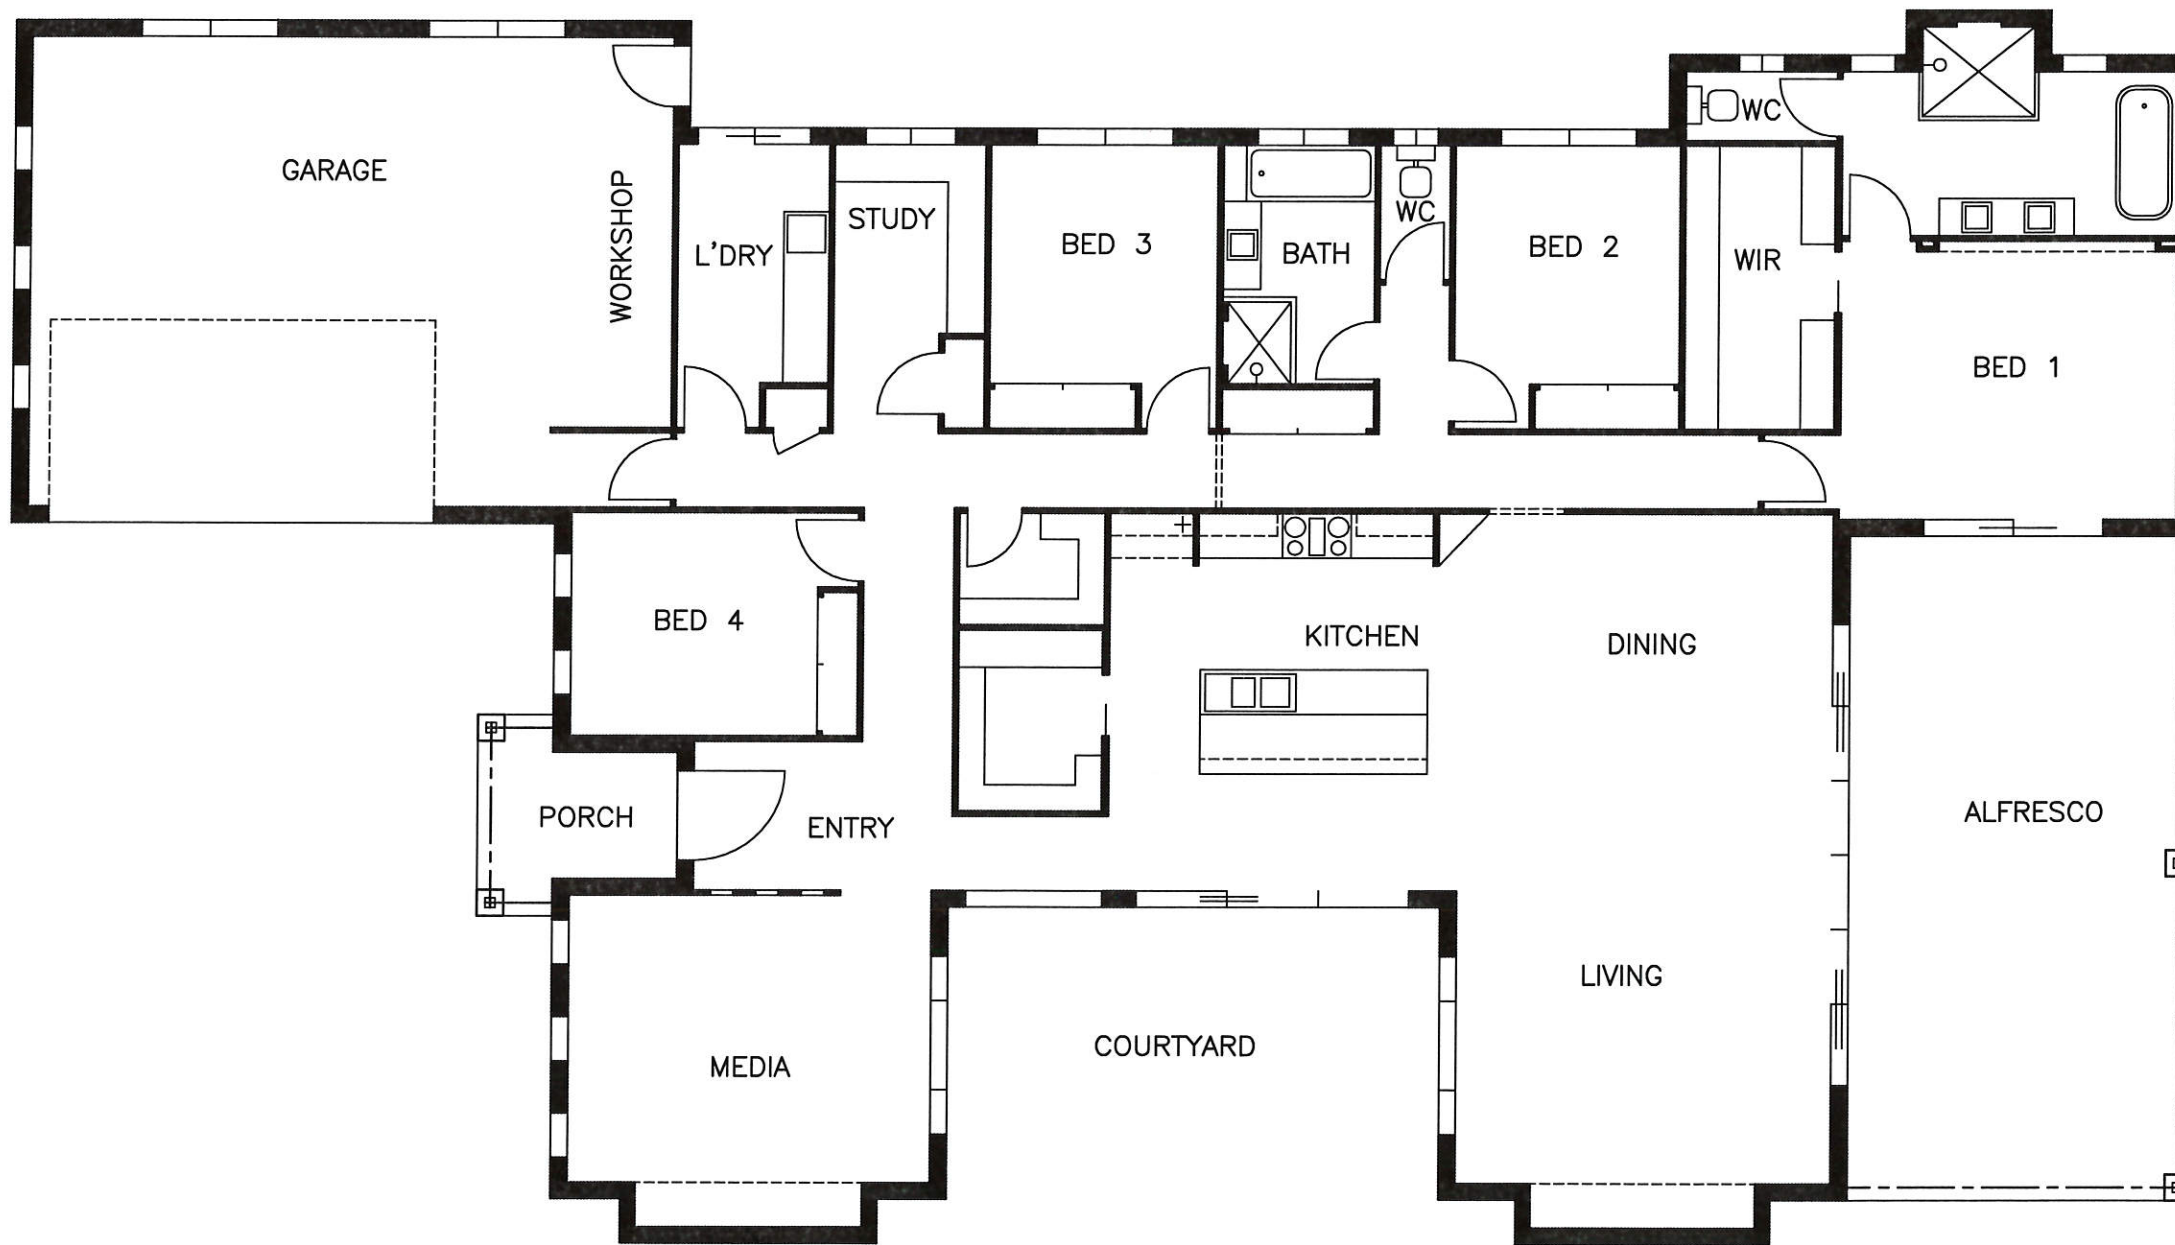 WC
GARAGE
WORKSHOP
STUDY
L'DRY
BED 3
WC
BATH
BED 2
WIR
BED 1
BED 4
KITCHEN
DINING
PORCH
ENTRY
ALFRESCO
LIVING
COURTYARD
MEDIA